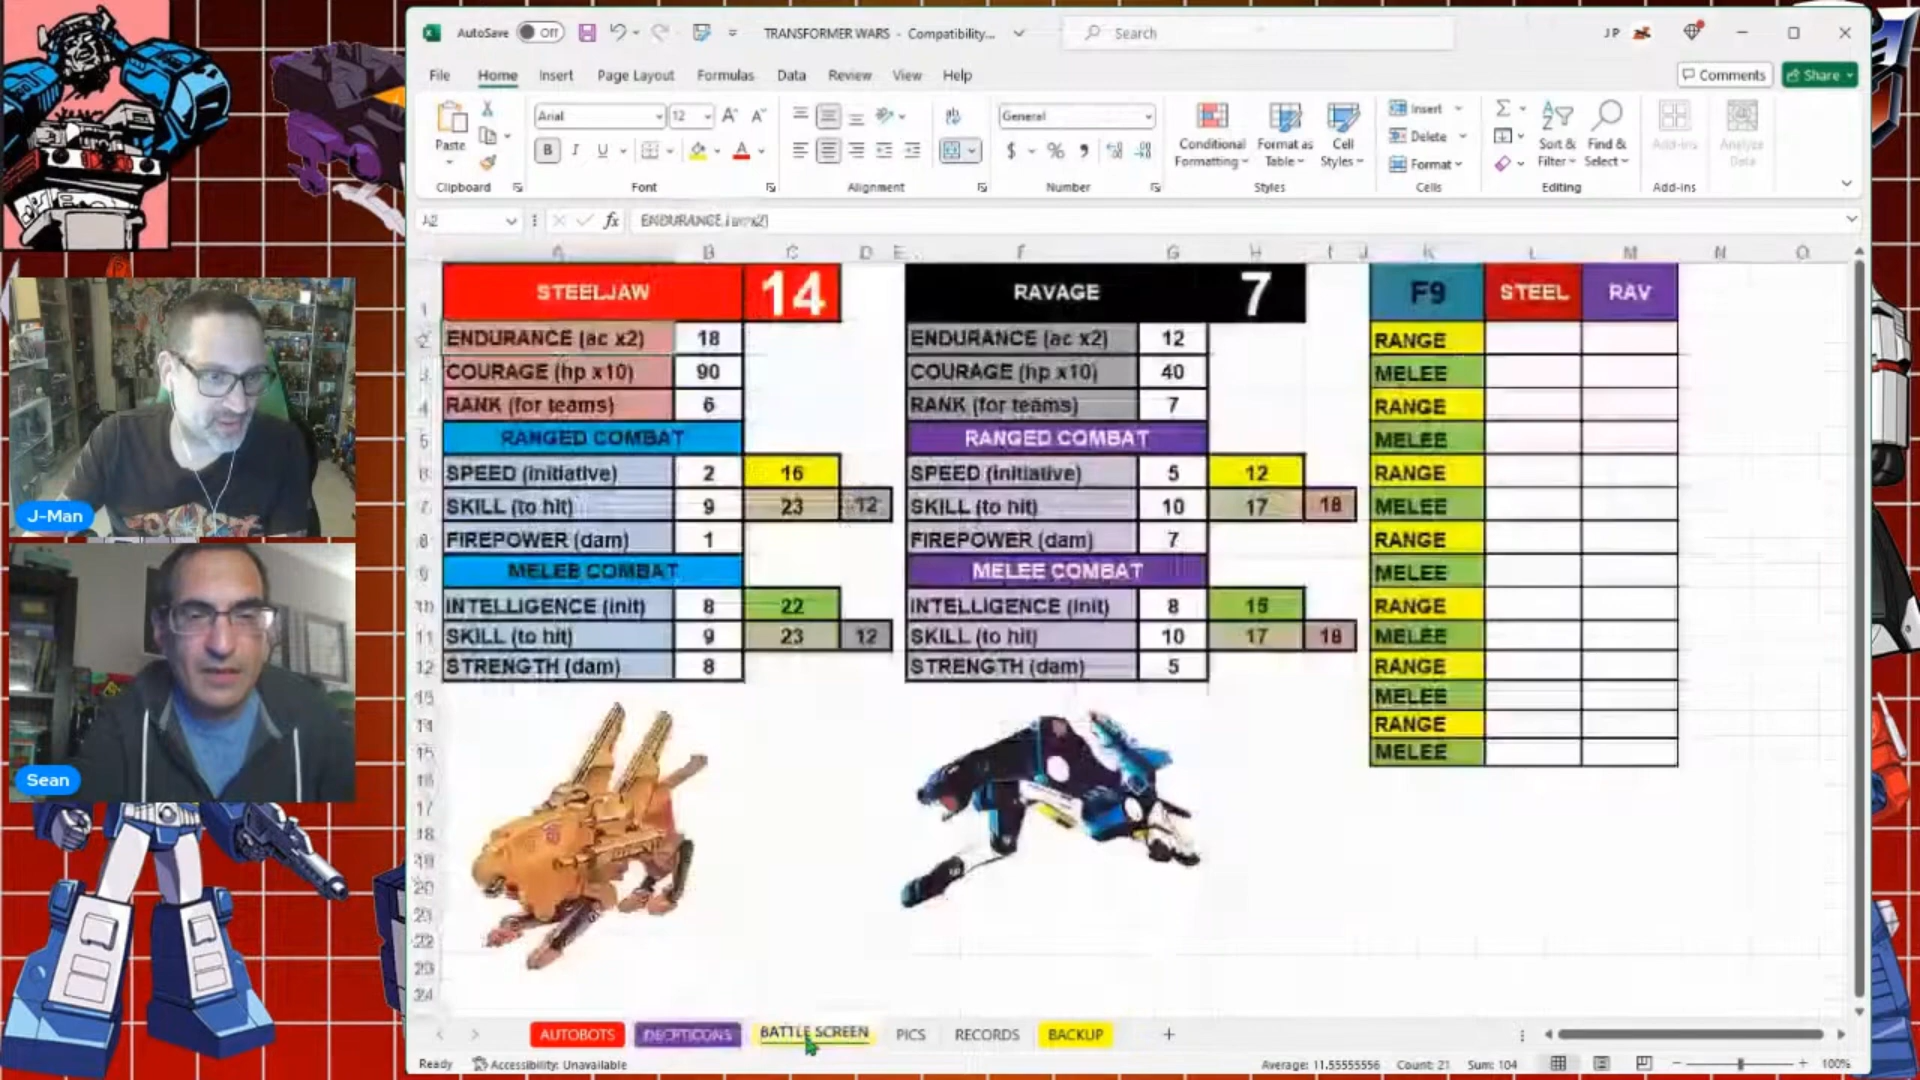 AutoSave Off TRANSFORMER WARS - Compatibility... Search J P
File Home Insert Page Layout Formulas Data Review View Help Comments Share
Paste Arial 12 General Conditional Formatting Format as Table Cell Styles Insert Delete Format Sort & Filter Find & Select Add-ins Analyze Data
Clipboard Font Alignment Number Styles Cells Editing Add-ins
A2 fx
A B C D E F G H I J K L M N O
STEELJAW 14 RAVAGE 7 F9 STEEL RAV
ENDURANCE (ac x2) 18 ENDURANCE (ac x2) 12 RANGE
COURAGE (hp x10) 90 COURAGE (hp x10) 40 MELEE
RANK (for teams) 6 RANK (for teams) 7 RANGE
RANGED COMBAT RANGED COMBAT MELEE
SPEED (initiative) 2 16 SPEED (initiative) 5 12 RANGE
SKILL (to hit) 9 23 12 SKILL (to hit) 10 17 18 MELEE
FIREPOWER (dam) 1 FIREPOWER (dam) 7 RANGE
MELEE COMBAT MELEE COMBAT MELEE
INTELLIGENCE (init) 8 22 INTELLIGENCE (init) 8 15 RANGE
SKILL (to hit) 9 23 12 SKILL (to hit) 10 17 18 MELEE
STRENGTH (dam) 8 STRENGTH (dam) 5 RANGE
MELEE
RANGE
MELEE
J-Man
Sean
AUTOBOTS DECEPTICONS BATTLE SCREEN PICS RECORDS BACKUP
Ready Accessibility: Unavailable Average: 11.55555556 Count: 21 Sum: 104 100%